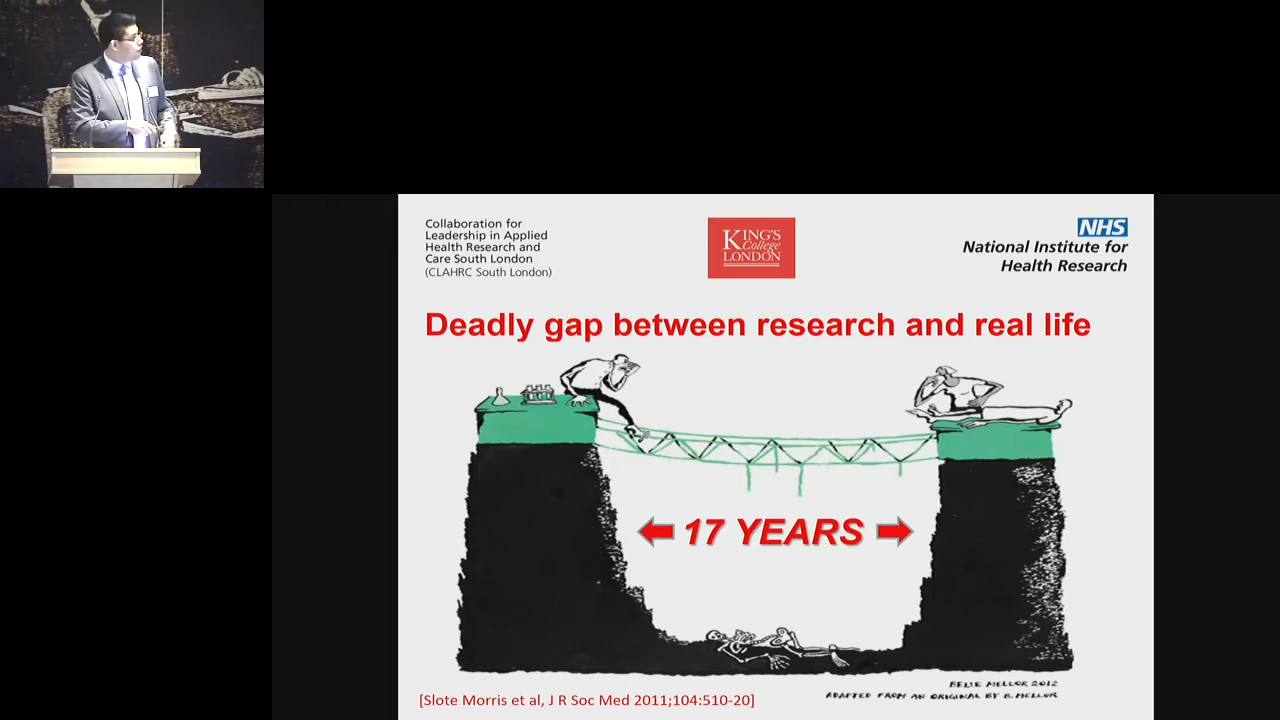 Collaboration for
Leadership in Applied
Health Research and
Care South London
(CLAHRC South London)
KING'S
College
LONDON
NHS
National Institute for
Health Research
Deadly gap between research and real life
17 YEARS
BELIE MELLOR 2012
ADAPTED FROM AN ORIGINAL BY B. MELLOR
[Slote Morris et al, J R Soc Med 2011;104:510-20]